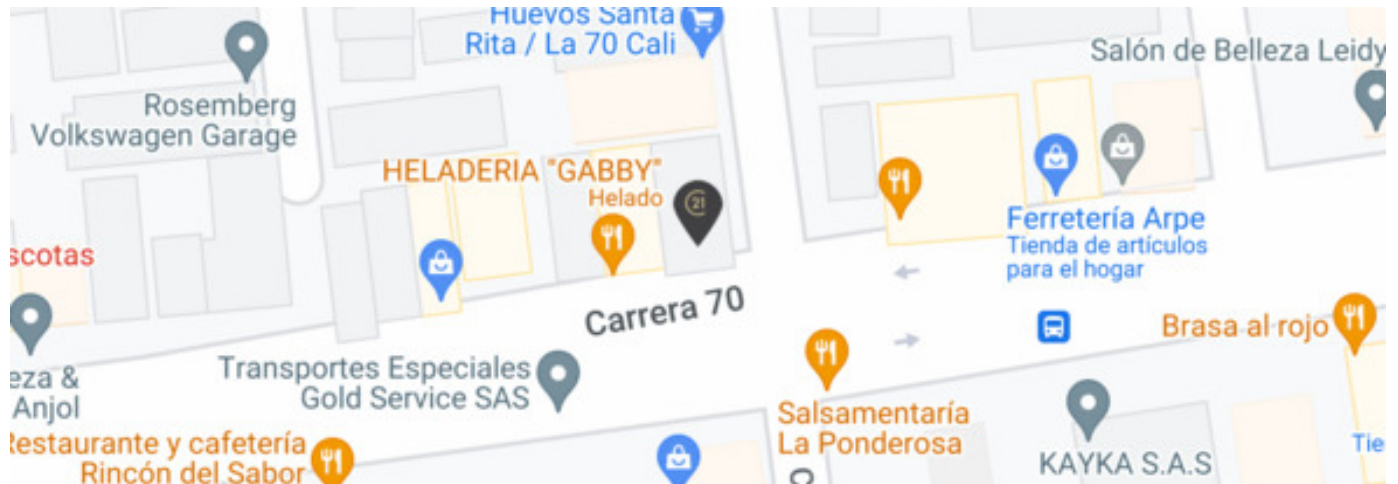 Huevos Santa
Rita / La 70 Cali
Salón de Belleza Leidy
Rosemberg
Volkswagen Garage
HELADERIA "GABBY"
Helado
21
Ferretería Arpe
Tienda de artículos
para el hogar
scotas
Carrera 70
Brasa al rojo
Transportes Especiales
Gold Service SAS
eza &
Anjol
Salsamentaría
La Ponderosa
Restaurante y cafetería
Rincón del Sabor
KAYKA S.A.S
Tie